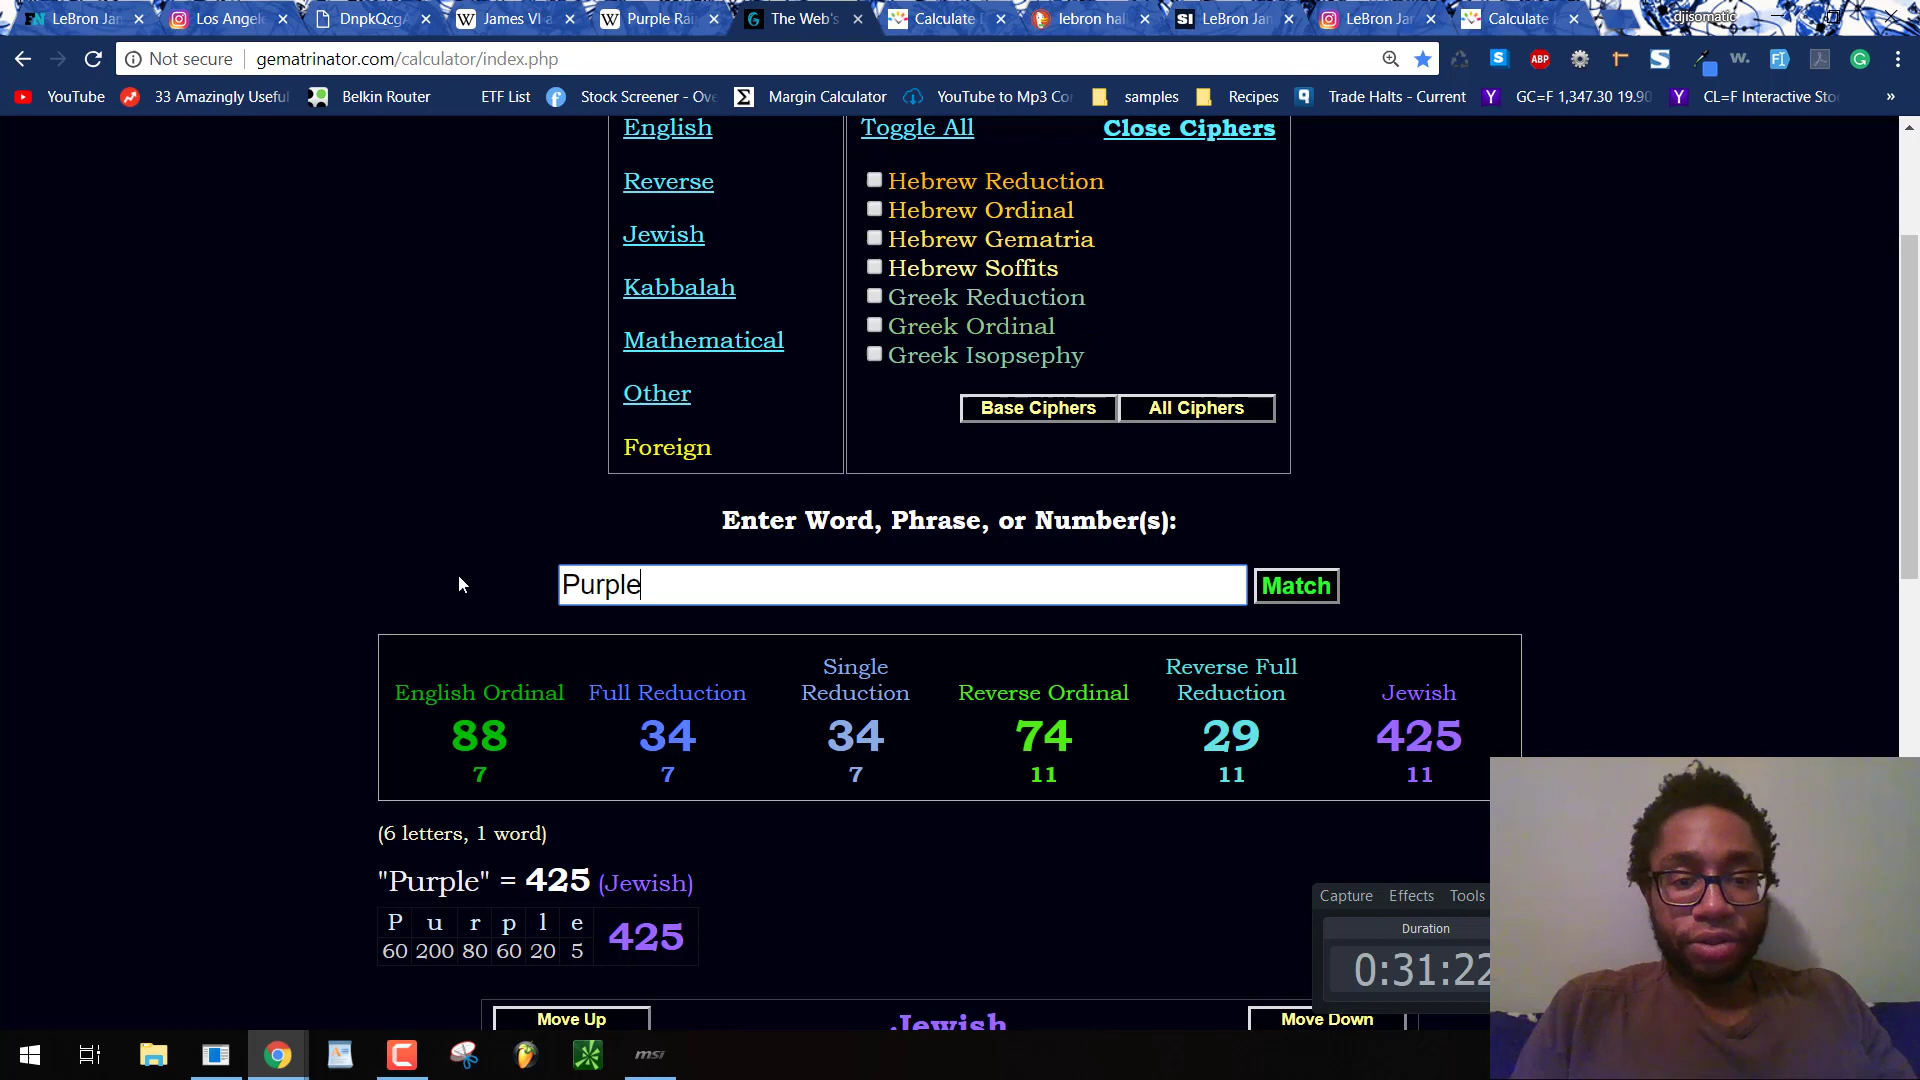 LeBron Jan
Los Angele
DnpkQcgA
James VI a
Purple Rai
The Web's
Calculate
lebron hal
LeBron Jan
LeBron Jar
Calculate
djisomatic
Not secure
gematrinator.com/calculator/index.php
YouTube
33 Amazingly Useful
Belkin Router
ETF List
Stock Screener - Ove
Margin Calculator
YouTube to Mp3 Co
samples
Recipes
Trade Halts - Current
GC=F 1,347.30 19.90
CL=F Interactive Sto
»
English
Reverse
Jewish
Kabbalah
Mathematical
Other
Foreign
Toggle All
Close Ciphers
Hebrew Reduction
Hebrew Ordinal
Hebrew Gematria
Hebrew Soffits
Greek Reduction
Greek Ordinal
Greek Isopsephy
Base Ciphers
All Ciphers
Enter Word, Phrase, or Number(s):
Purple
Match
English Ordinal
88
7
Full Reduction
34
7
Single
Reduction
34
7
Reverse Ordinal
74
11
Reverse Full
Reduction
29
11
Jewish
425
11
(6 letters, 1 word)
"Purple" = 425 (Jewish)
P u r p l e
60 200 80 60 20 5
425
Move Up
Jewish
Move Down
Capture Effects Tools
Duration
0:31:22
msi